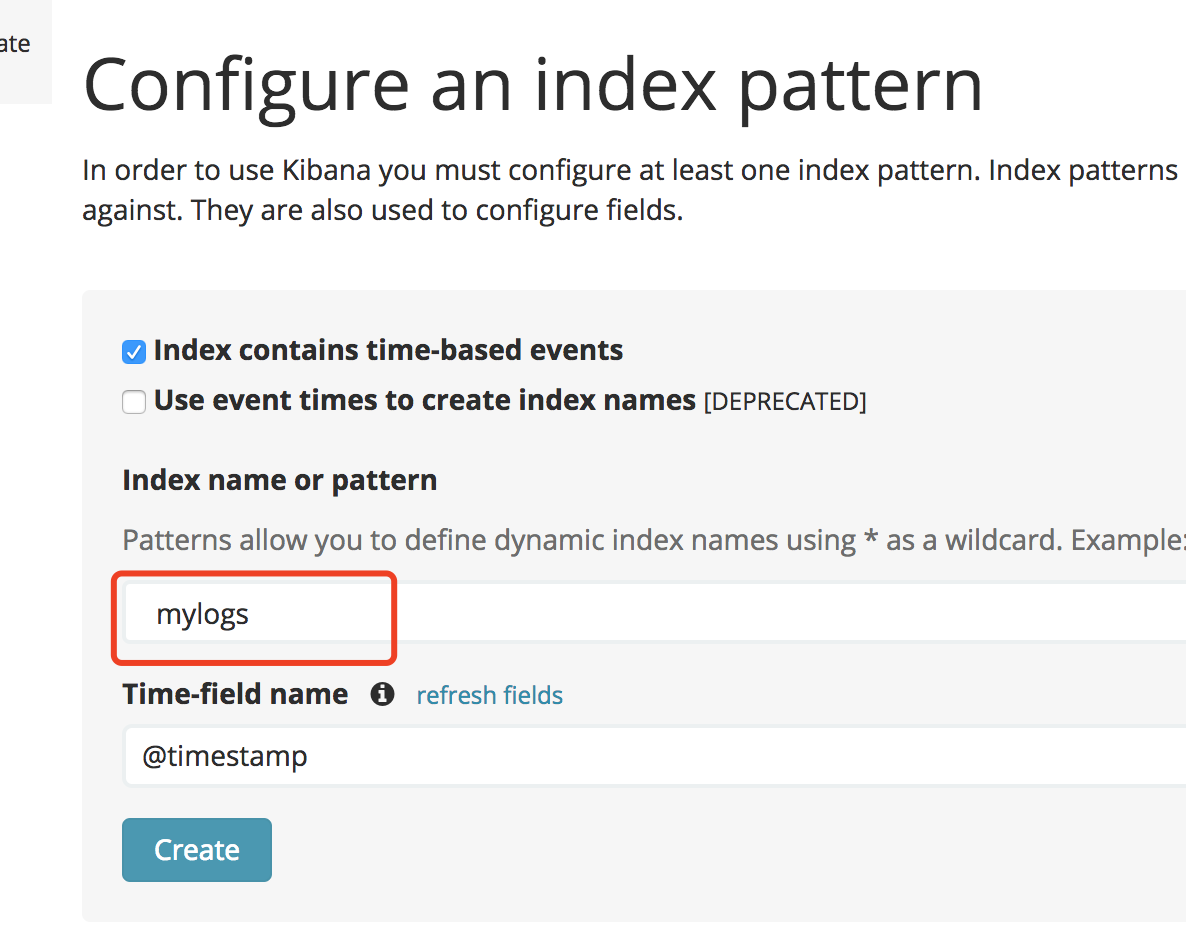 ate
Configure an index pattern
In order to use Kibana you must configure at least one index pattern. Index patterns
against. They are also used to configure fields.
Index contains time-based events
Use event times to create index names [DEPRECATED]
Index name or pattern
Patterns allow you to define dynamic index names using * as a wildcard. Example:
mylogs
Time-field name refresh fields
@timestamp
Create